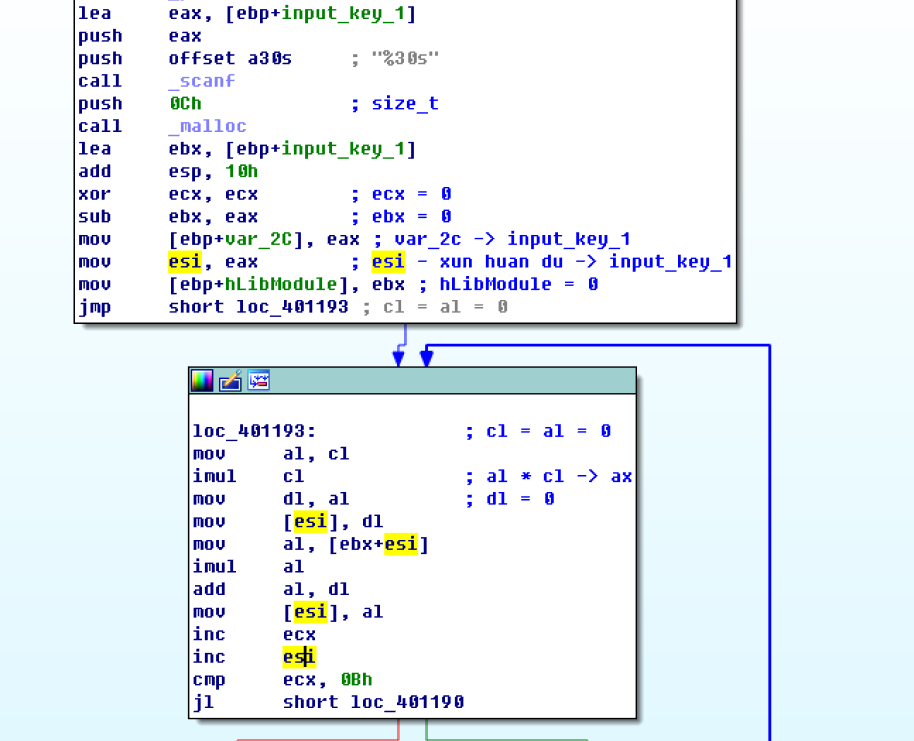 lea eax, [ebp+input_key_1]
push eax
push offset a30s ; "%30s"
call _scanf
push 0Ch ; size_t
call _malloc
lea ebx, [ebp+input_key_1]
add esp, 10h
xor ecx, ecx ; ecx = 0
sub ebx, eax ; ebx = 0
mov [ebp+var_2C], eax ; var_2c -> input_key_1
mov esi, eax ; esi - xun huan du -> input_key_1
mov [ebp+hLibModule], ebx ; hLibModule = 0
jmp short loc_401193 ; cl = al = 0
loc_401193: ; cl = al = 0
mov al, cl
imul cl ; al * cl -> ax
mov dl, al ; dl = 0
mov [esi], dl
mov al, [ebx+esi]
imul al
add al, dl
mov [esi], al
inc ecx
inc esi
cmp ecx, 0Bh
jl short loc_401190